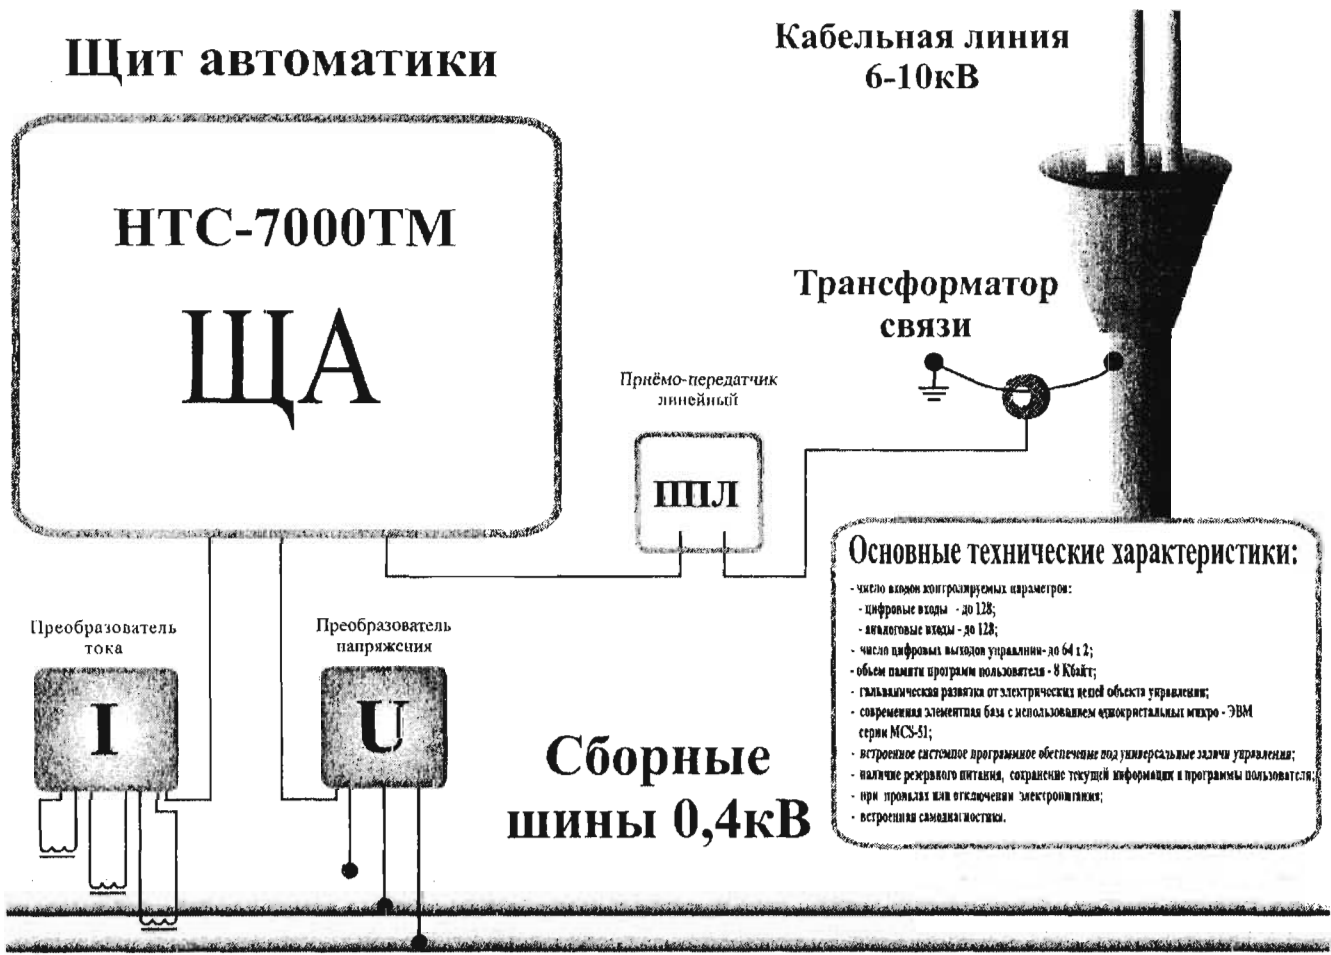 Щит автоматики
Кабельная линия
6-10кВ
НТС-7000ТМ
ЩА
Трансформатор
связи
Приёмо-передатчик
линейный
ППЛ
Преобразователь
тока
I
Преобразователь
напряжения
U
Сборные
шины 0,4кВ
Основные технические характеристики:
- число входов контролируемых параметров:
- цифровые входы - до 128;
- аналоговые входы - до 128;
- число цифровых выходов управлнии- до 64 х 2;
- объем памяти программ пользователя - 8 Кбайт;
- гальваническая развязка от электрических цепей объекта управления;
- современная элементная база с использованием однокристальных микро - ЭВМ
серии MCS-51;
- встроенное системное программное обеспечение под универсальные задачи управления;
- наличие резервного питания, сохранение текущей информации и программы пользователя;
- при провалах или отключении электропитания;
- встроенная самодиагностика.